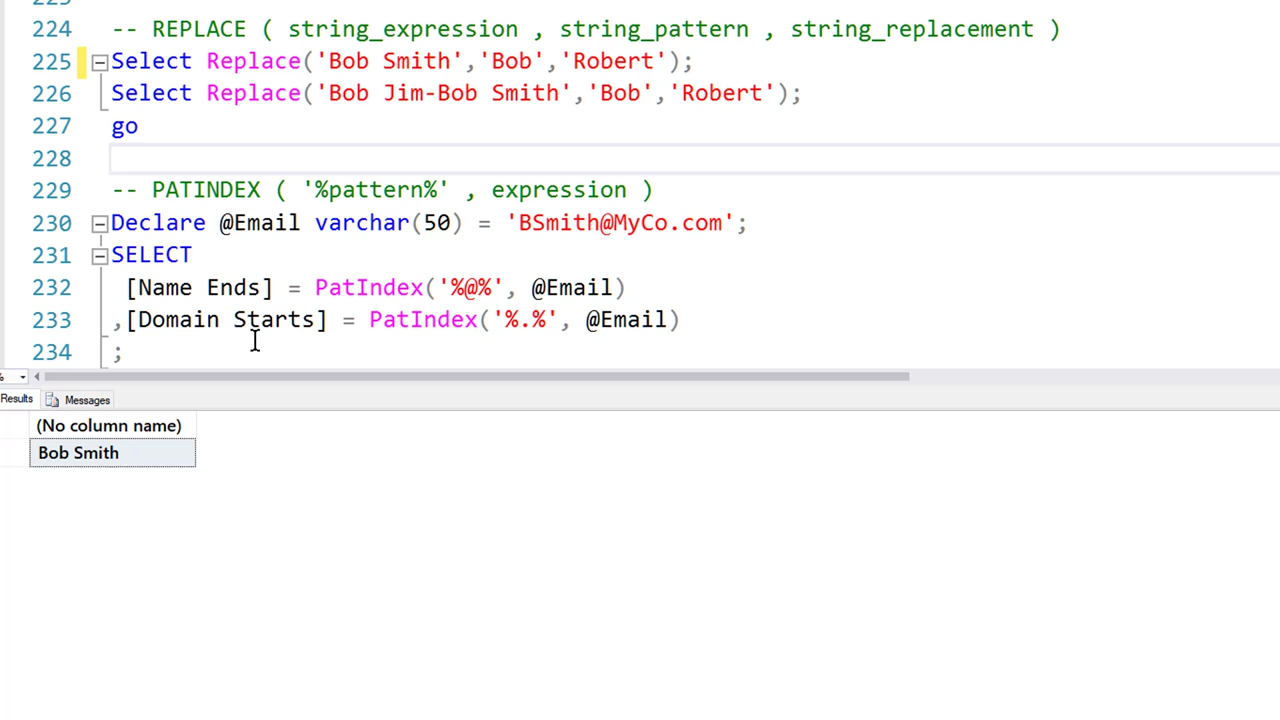 224 -- REPLACE ( string_expression , string_pattern , string_replacement )
225 Select Replace('Bob Smith','Bob','Robert');
226 Select Replace('Bob Jim-Bob Smith','Bob','Robert');
227 go
228
229 -- PATINDEX ( '%pattern%' , expression )
230 Declare @Email varchar(50) = 'BSmith@MyCo.com';
231 SELECT
232 [Name Ends] = PatIndex('%@%', @Email)
233 ,[Domain Starts] = PatIndex('%.%', @Email)
234 ;
%
Results Messages
(No column name)
Bob Smith